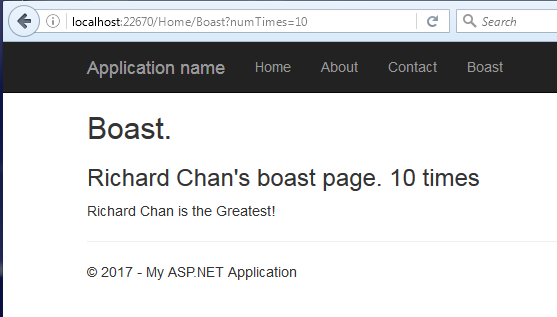 localhost:22670/Home/Boast?numTimes=10 Search
Application name Home About Contact Boast
Boast.
Richard Chan's boast page. 10 times
Richard Chan is the Greatest!
© 2017 - My ASP.NET Application